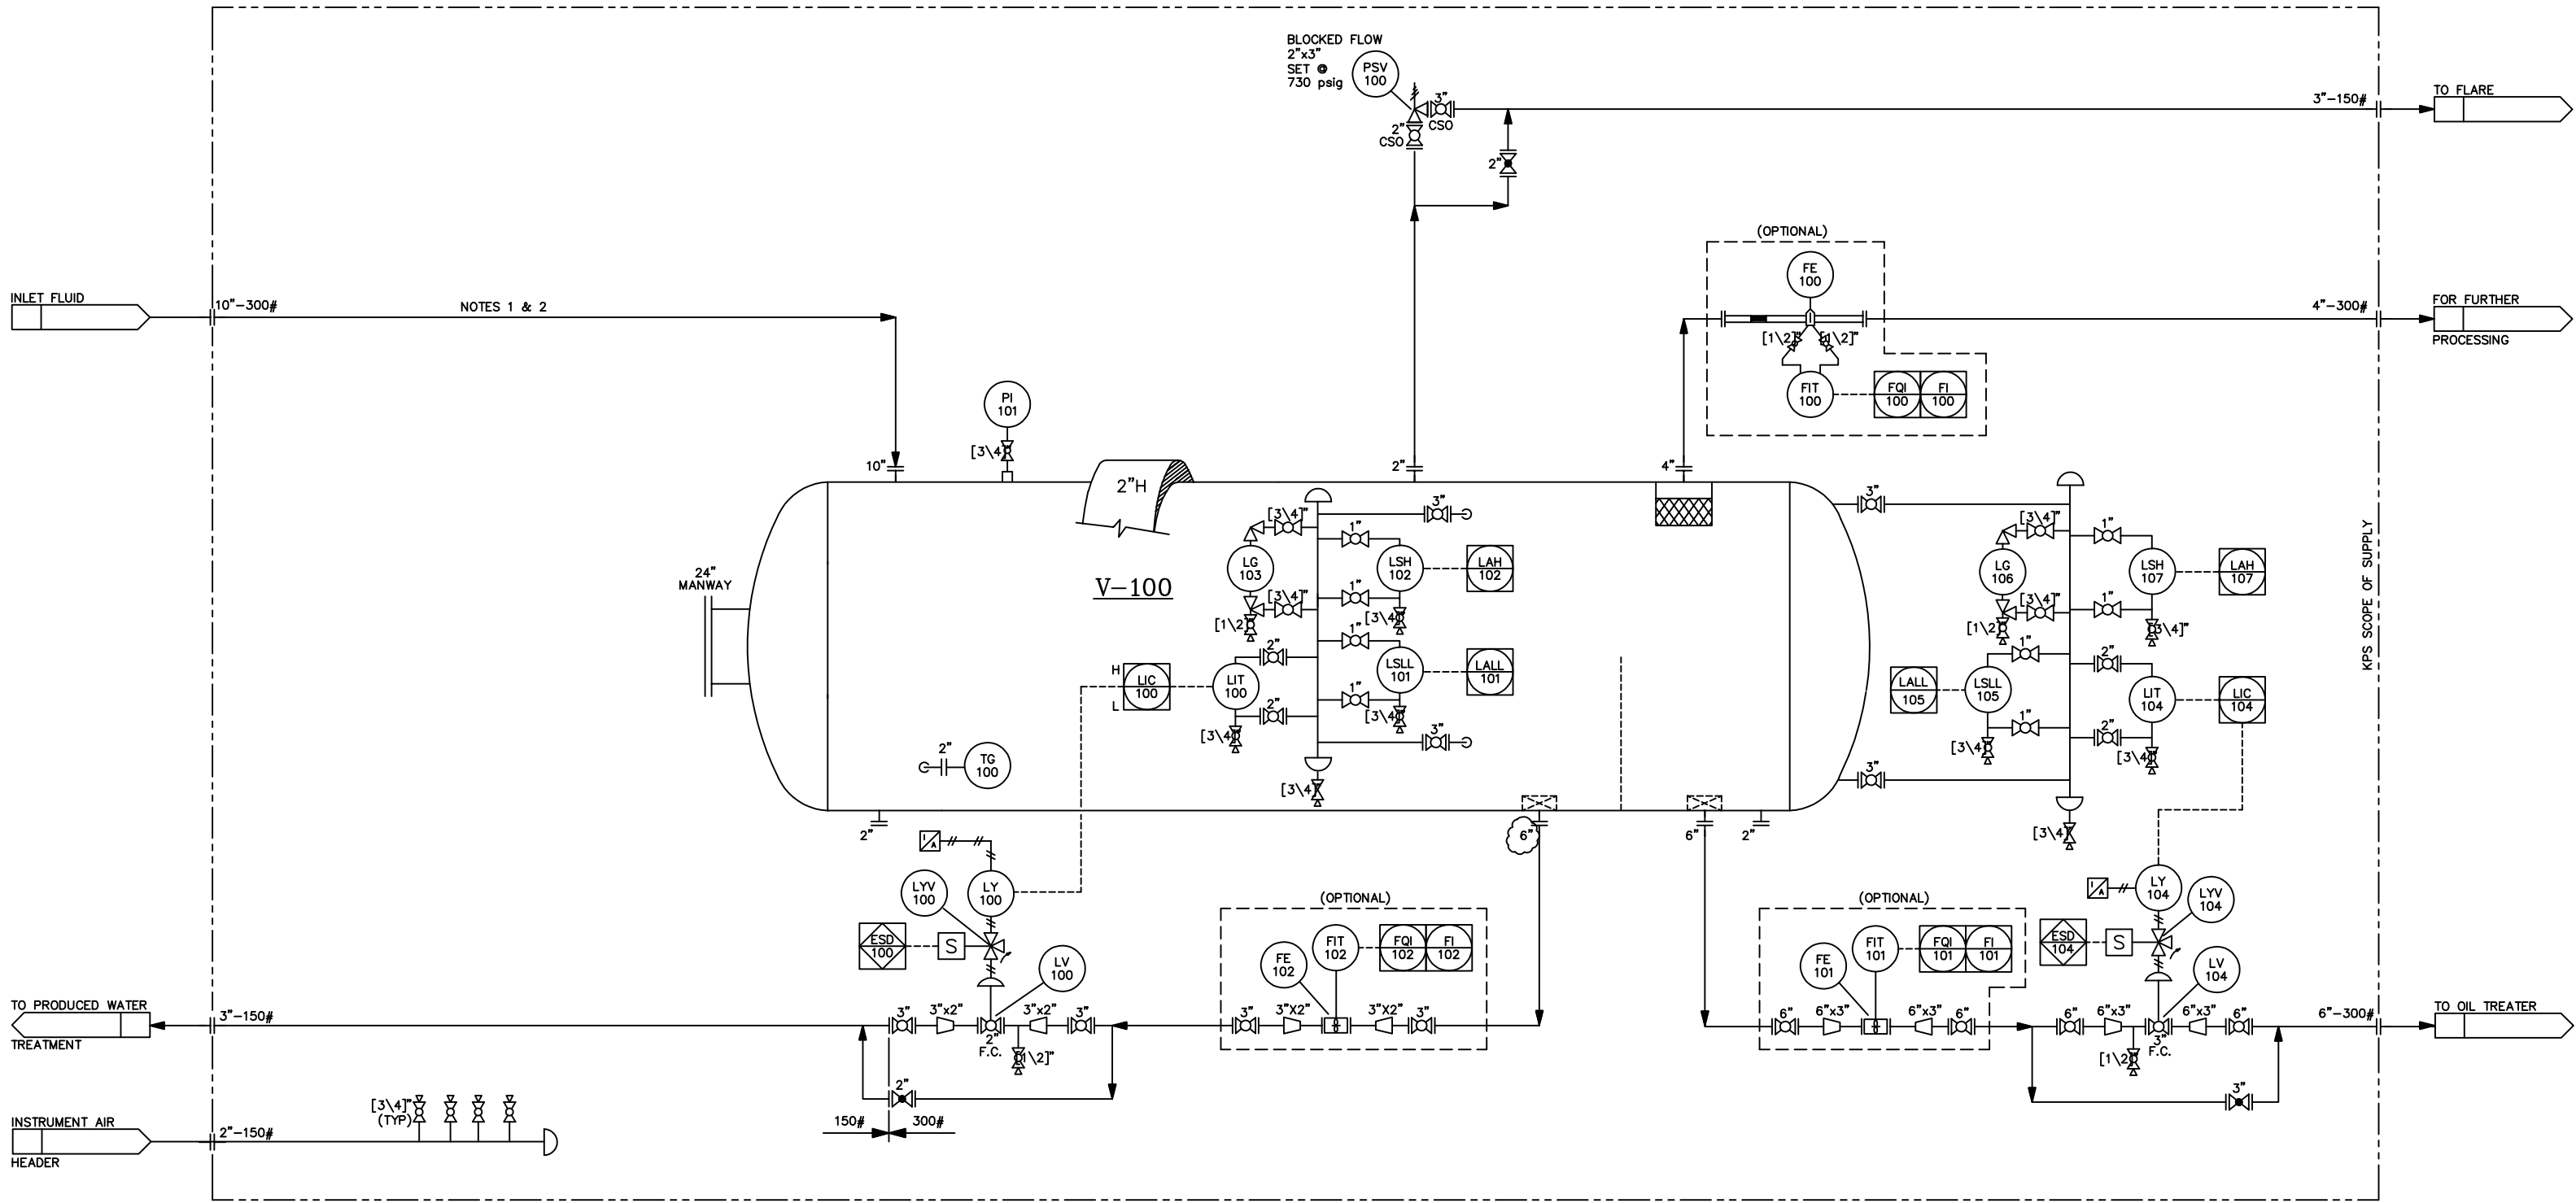 BLOCKED FLOW
2"x3"
SET @
730 psig
PSV
100
3"
CSO
2"
CSO
2"
3"-150#
TO FLARE
(OPTIONAL)
FE
100
[1\2]"
[1\2]"
FIT
100
FQI
100
FI
100
4"-300#
FOR FURTHER
PROCESSING
INLET FLUID
10"-300#
NOTES 1 & 2
PI
101
[3\4]
10"
2"H
2"
4"
24"
MANWAY
V-100
[3\4]"
3"
1"
LG
103
LSH
102
LAH
102
[3\4]"
1"
[1\2]
[3\4]
1"
2"
H
LIC
100
L
LIT
100
LSLL
101
LALL
101
2"
1"
[3\4]
[3\4]
3"
[3\4]
2"
TG
100
3"
[3\4]"
1"
LG
106
LSH
107
LAH
107
[3\4]"
1"
[1\2]
[3\4]"
1"
2"
LALL
105
LSLL
105
LIT
104
LIC
104
1"
2"
[3\4]
[3\4]
3"
[3\4]
KPS SCOPE OF SUPPLY
2"
6"
6"
2"
I
A
LYV
100
LY
100
ESD
100
S
LV
100
(OPTIONAL)
FE
102
FIT
102
FQI
102
FI
102
(OPTIONAL)
FE
101
FIT
101
FQI
101
FI
101
I
A
LY
104
LYV
104
ESD
104
S
LV
104
TO PRODUCED WATER
TREATMENT
3"-150#
3"
3"x2"
2"
F.C.
3"x2"
3"
[1\2]"
3"
3"X2"
3"X2"
3"
6"
6"x3"
6"x3"
6"
6"
6"x3"
[1\2]
3"
F.C.
6"x3"
6"
6"-300#
TO OIL TREATER
2"
3"
150#
300#
INSTRUMENT AIR
HEADER
2"-150#
[3\4]"
(TYP)